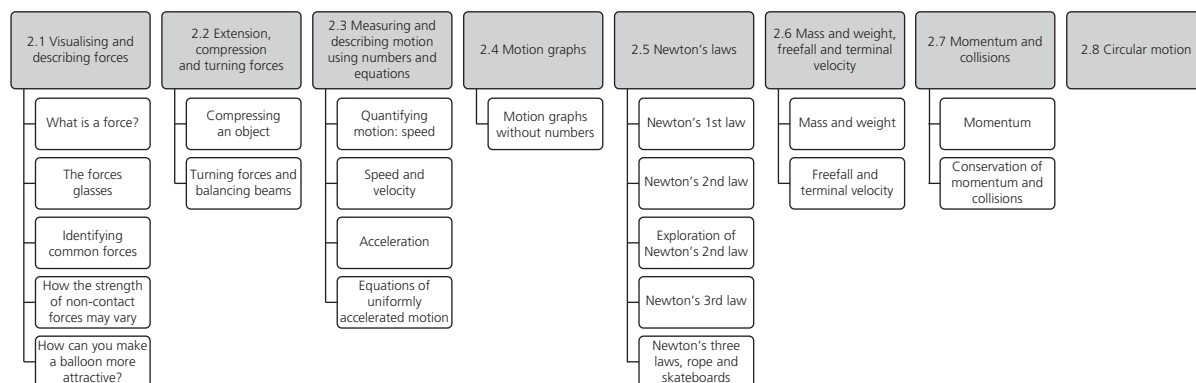 2.1 Visualising and
describing forces
What is a force?
The forces
glasses
Identifying
common forces
How the strength
of non-contact
forces may vary
How can you make
a balloon more
attractive?
2.2 Extension,
compression
and turning forces
Compressing
an object
Turning forces and
balancing beams
2.3 Measuring and
describing motion
using numbers and
equations
Quantifying
motion: speed
Speed and
velocity
Acceleration
Equations of
uniformly
accelerated motion
2.4 Motion graphs
Motion graphs
without numbers
2.5 Newton's laws
Newton's 1st law
Newton's 2nd law
Exploration of
Newton's 2nd law
Newton's 3rd law
Newton's three
laws, rope and
skateboards
2.6 Mass and weight,
freefall and terminal
velocity
Mass and weight
Freefall and
terminal velocity
2.7 Momentum and
collisions
Momentum
Conservation of
momentum and
collisions
2.8 Circular motion